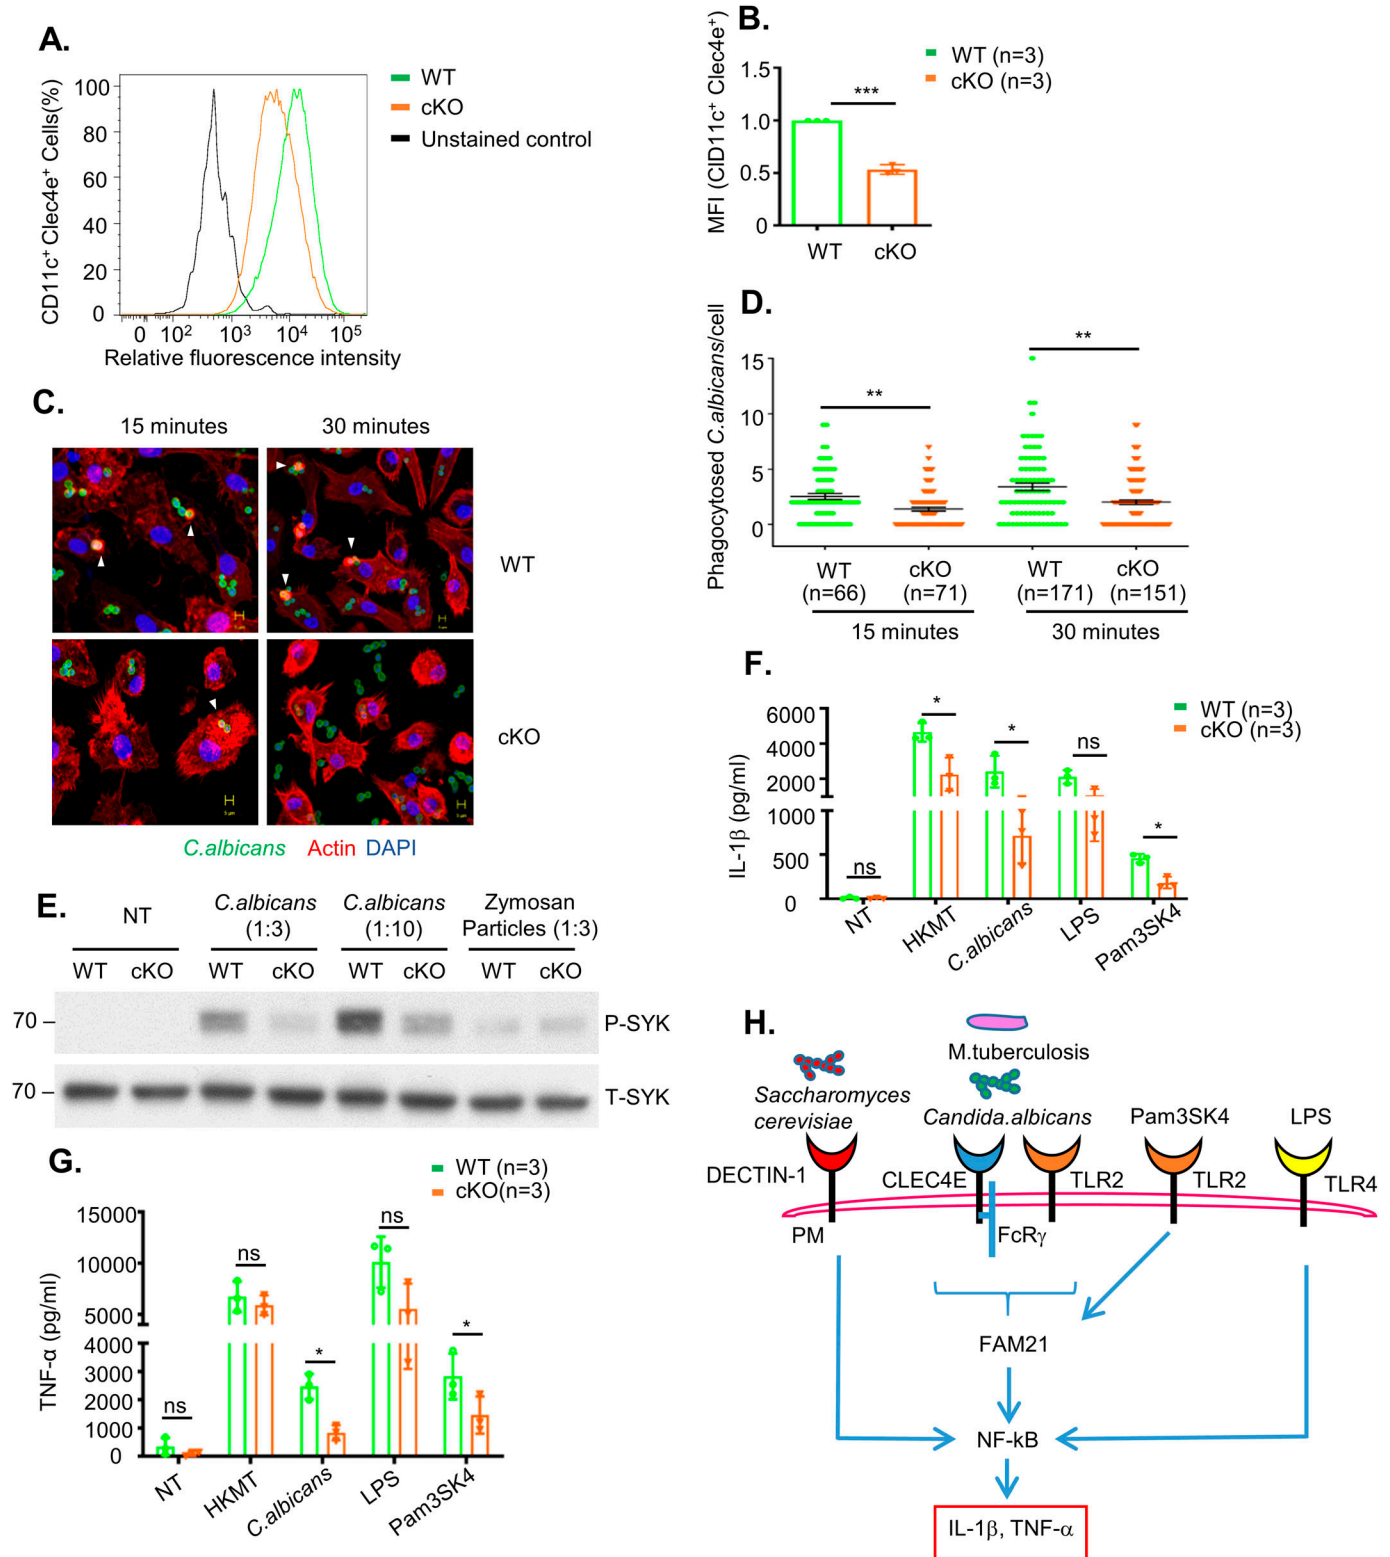 A.
CD11c⁺ Clec4e⁺ Cells(%)
100
80
60
40
20
0
0 10² 10³ 10⁴ 10⁵
Relative fluorescence intensity
WT
cKO
Unstained control
B.
MFI (CID11c⁺ Clec4e⁺)
1.5
1.0
0.5
0
***
WT cKO
WT (n=3)
cKO (n=3)
C.
15 minutes 30 minutes
WT
cKO
5 µm
C.albicans Actin DAPI
D.
Phagocytosed C.albicans/cell
15
10
5
0
** **
WT cKO WT cKO
(n=66) (n=71) (n=171) (n=151)
15 minutes 30 minutes
E.
NT C.albicans (1:3) C.albicans (1:10) Zymosan Particles (1:3)
WT cKO WT cKO WT cKO WT cKO
70 P-SYK
70 T-SYK
F.
IL-1β (pg/ml)
6000
4000
2000
1000
500
0
ns * * ns *
NT HKMT C.albicans LPS Pam3SK4
WT (n=3)
cKO (n=3)
G.
WT (n=3)
cKO(n=3)
TNF-α (pg/ml)
15000
10000
5000
4000
3000
2000
1000
0
ns ns * ns *
NT HKMT C.albicans LPS Pam3SK4
H.
M.tuberculosis
Saccharomyces
cerevisiae
Candida.albicans
Pam3SK4
LPS
DECTIN-1
CLEC4E
TLR2
TLR2
TLR4
PM
FcRγ
FAM21
NF-kB
IL-1β, TNF-α